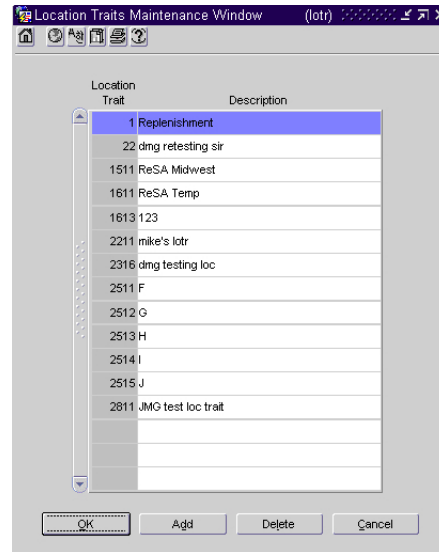 Location Traits Maintenance Window (lotr)
Location
Trait Description
1 Replenishment
22 dmg retesting sir
1511 ReSA Midwest
1611 ReSA Temp
1613 123
2211 mike's lotr
2316 dmg testing loc
2511 F
2512 G
2513 H
2514 I
2515 J
2811 JMG test loc trait
OK Add Delete Cancel